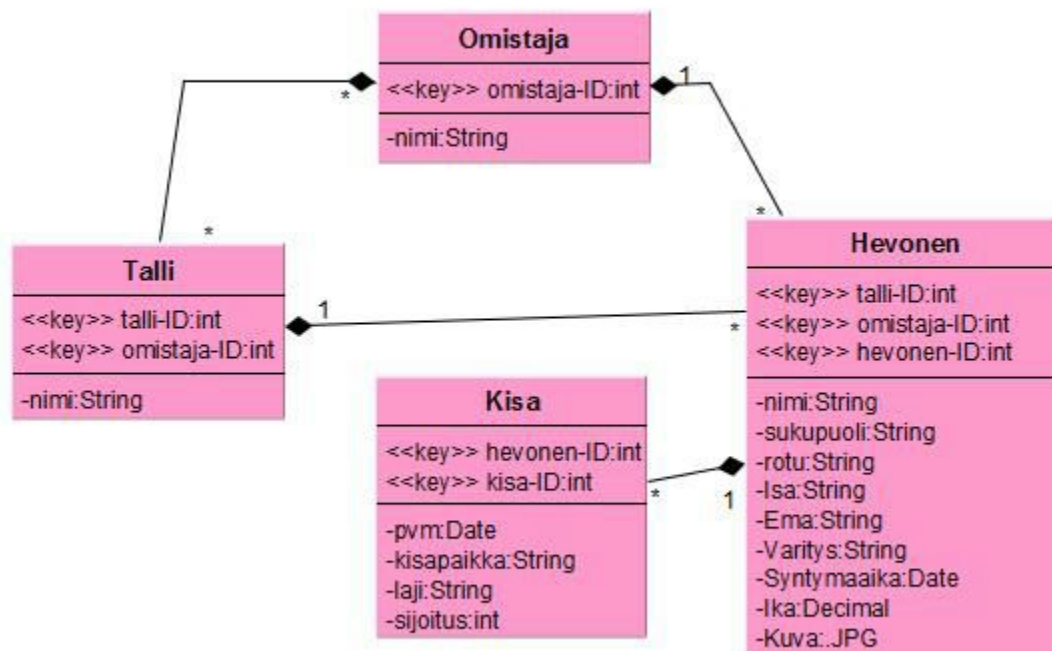 Omistaja
<<key>> omistaja-ID:int
-nimi:String
*
1
*
*
Talli
<<key>> talli-ID:int
<<key>> omistaja-ID:int
-nimi:String
1
*
Hevonen
<<key>> talli-ID:int
<<key>> omistaja-ID:int
<<key>> hevonen-ID:int
-nimi:String
-sukupuoli:String
-rotu:String
-Isa:String
-Ema:String
-Varitys:String
-Syntymaaika:Date
-Ika:Decimal
-Kuva:.JPG
Kisa
<<key>> hevonen-ID:int
<<key>> kisa-ID:int
-pvm:Date
-kisapaikka:String
-laji:String
-sijoitus:int
*
1